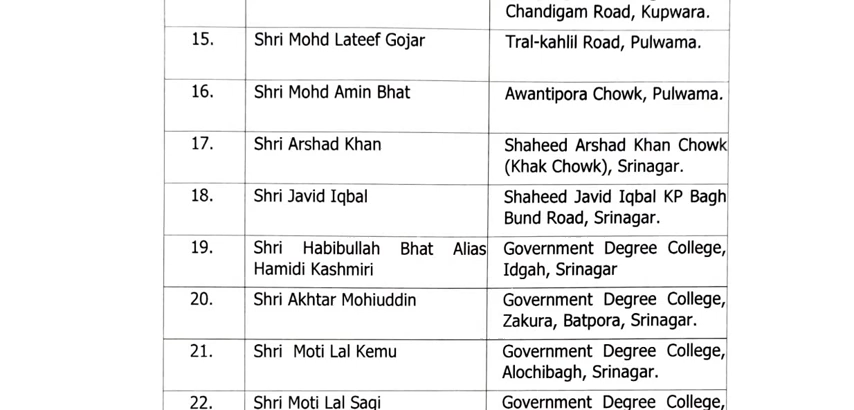 Chandigam Road, Kupwara.
15. Shri Mohd Lateef Gojar Tral-kahlil Road, Pulwama.
16. Shri Mohd Amin Bhat Awantipora Chowk, Pulwama.
17. Shri Arshad Khan Shaheed Arshad Khan Chowk
(Khak Chowk), Srinagar.
18. Shri Javid Iqbal Shaheed Javid Iqbal KP Bagh
Bund Road, Srinagar.
19. Shri Habibullah Bhat Alias Government Degree College,
Hamidi Kashmiri Idgah, Srinagar
20. Shri Akhtar Mohiuddin Government Degree College,
Zakura, Batpora, Srinagar.
21. Shri Moti Lal Kemu Government Degree College,
Alochibagh, Srinagar.
22. Shri Moti Lal Saqi Government Degree College,